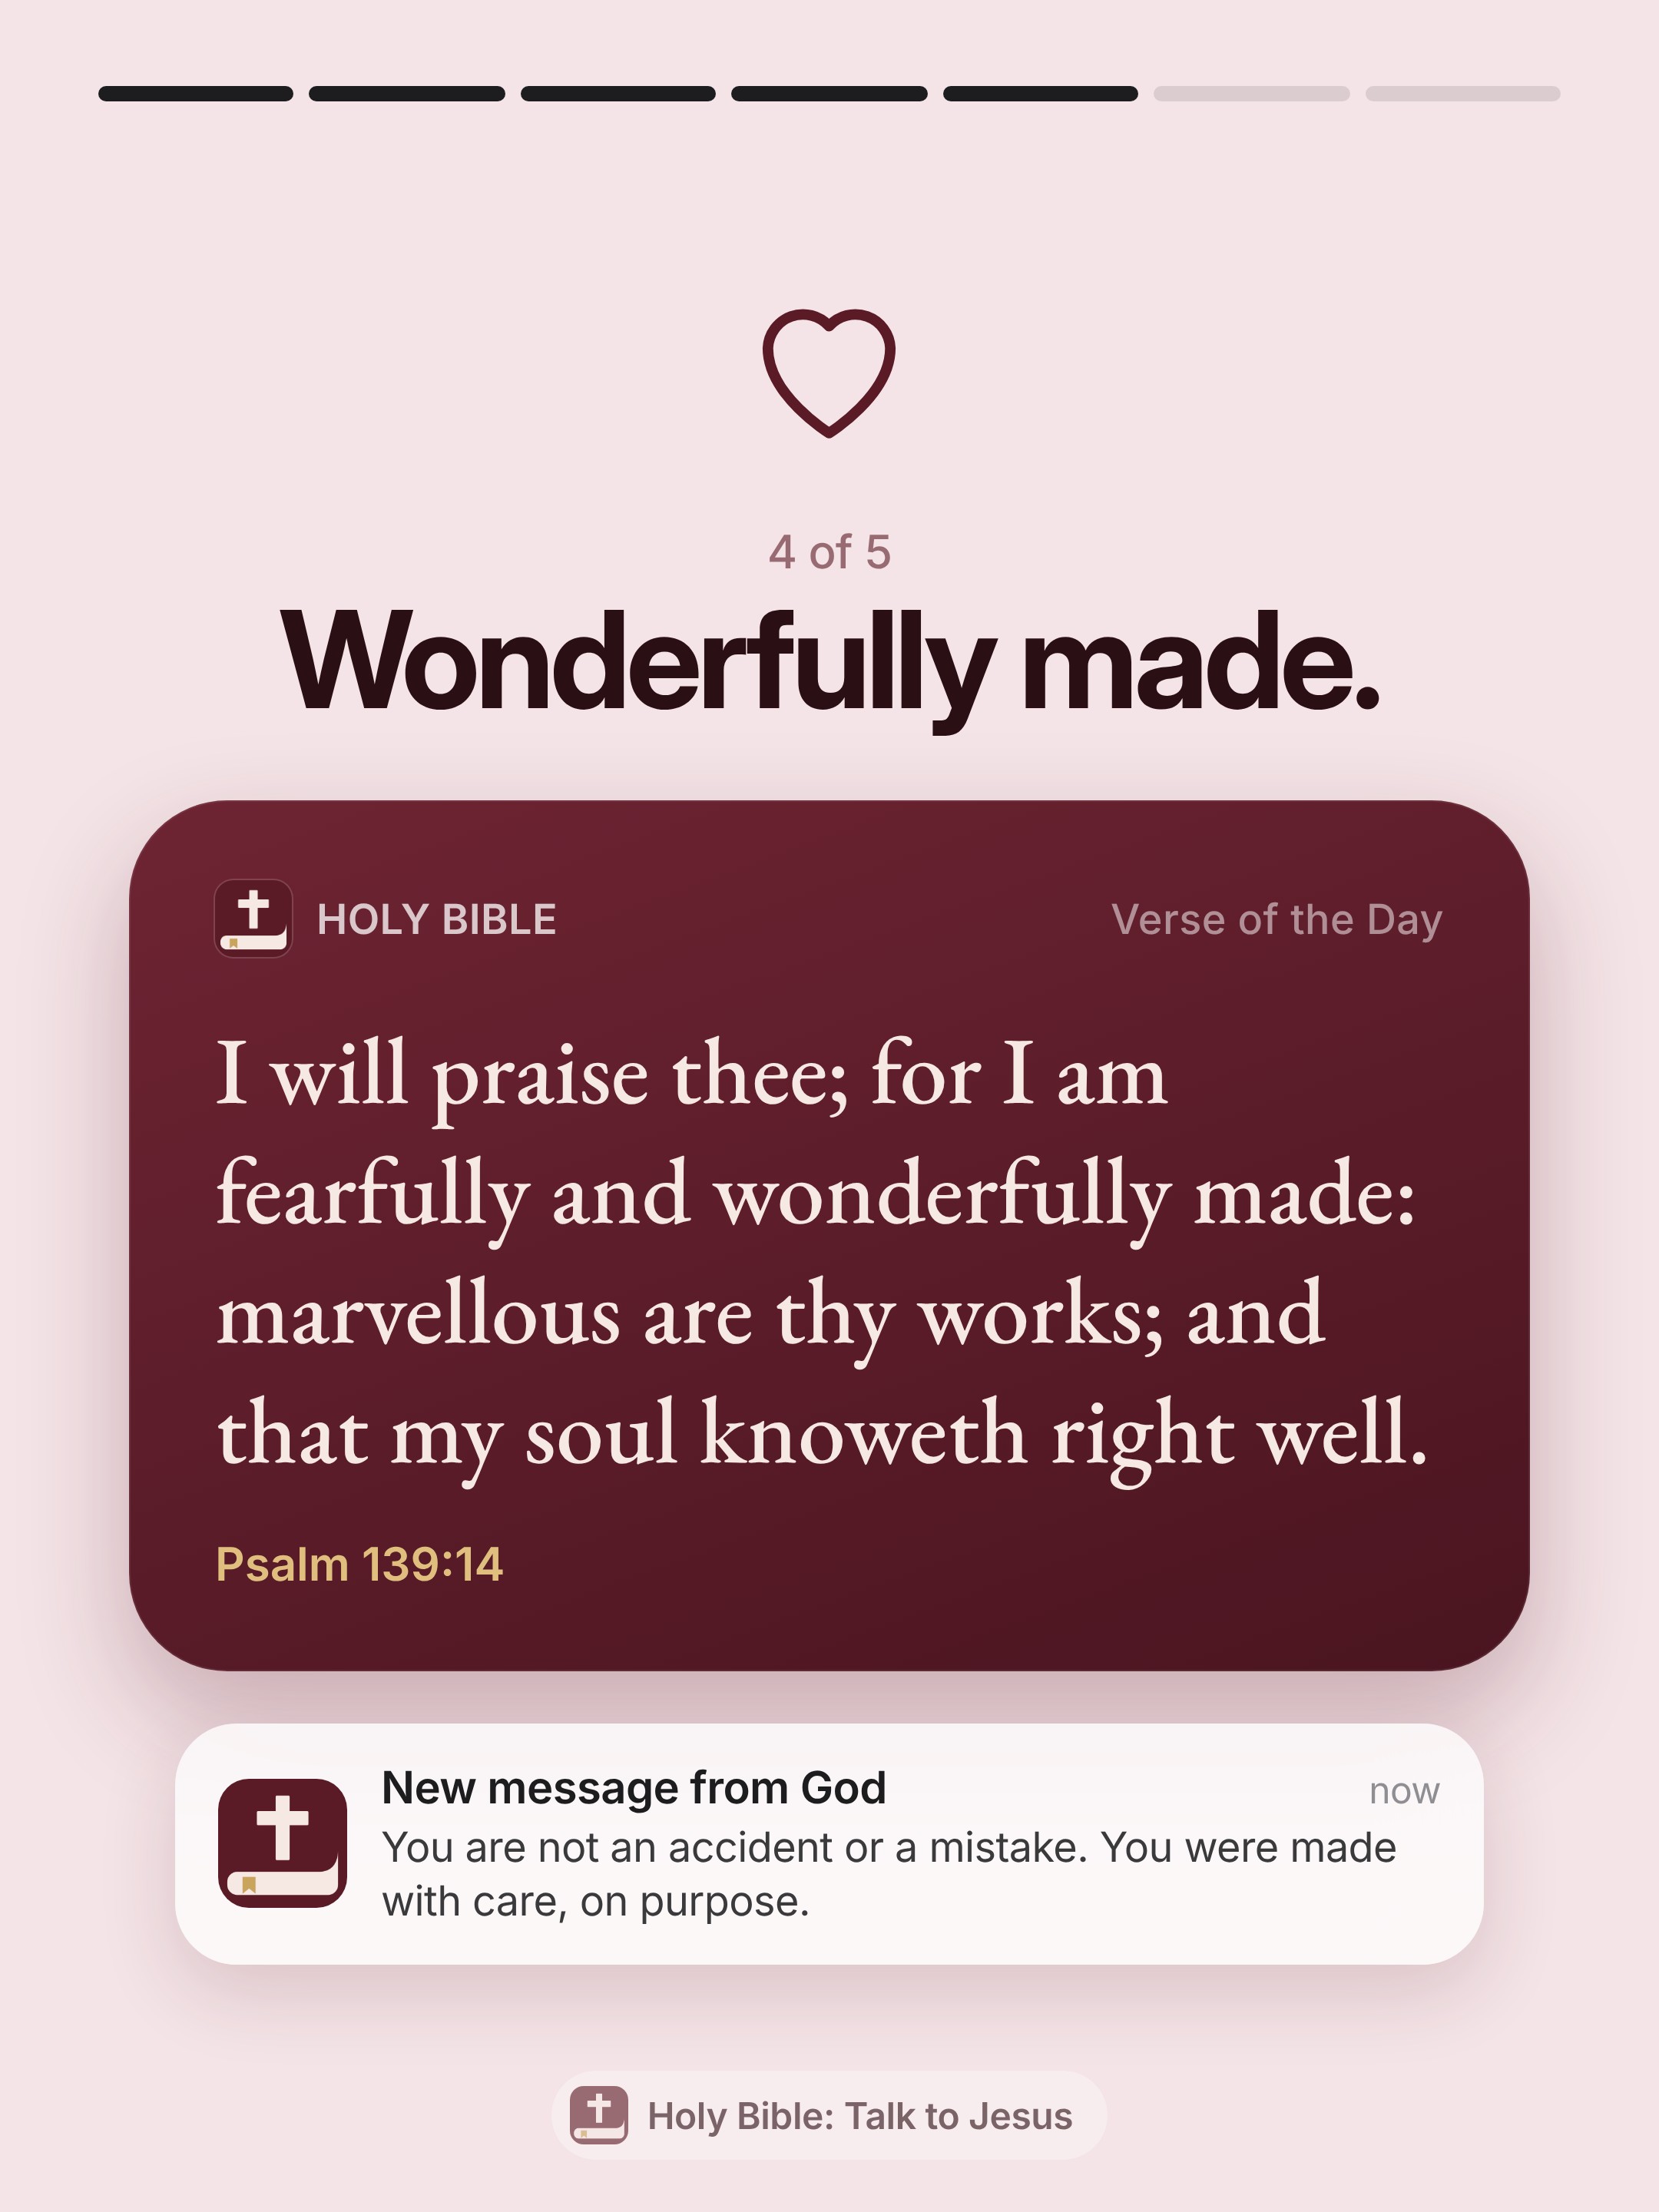 4 of 5
Wonderfully made.
HOLY BIBLE
Verse of the Day
I will praise thee; for I am
fearfully and wonderfully made:
marvellous are thy works; and
that my soul knoweth right well.
Psalm 139:14
New message from God
now
You are not an accident or a mistake. You were made
with care, on purpose.
Holy Bible: Talk to Jesus